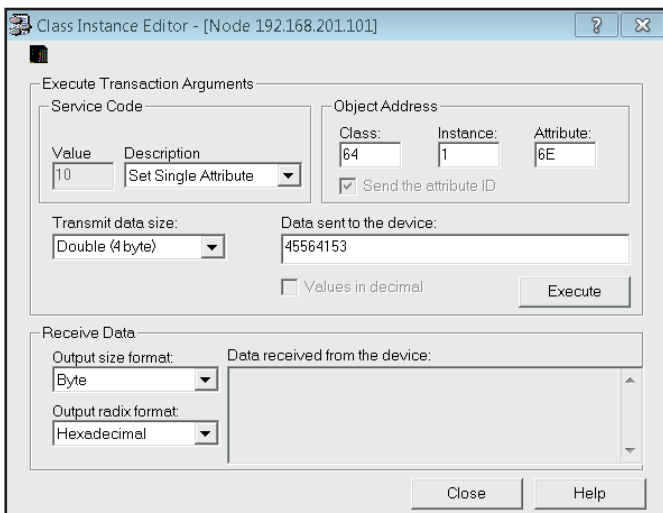 Class Instance Editor - [Node 192.168.201.101]
Execute Transaction Arguments
Service Code
Object Address
Class: Instance: Attribute:
Value Description
64 1 6E
10 Set Single Attribute
Send the attribute ID
Transmit data size: Data sent to the device:
Double (4 byte) 45564153
Values in decimal Execute
Receive Data
Output size format: Data received from the device:
Byte
Output radix format:
Hexadecimal
Close Help